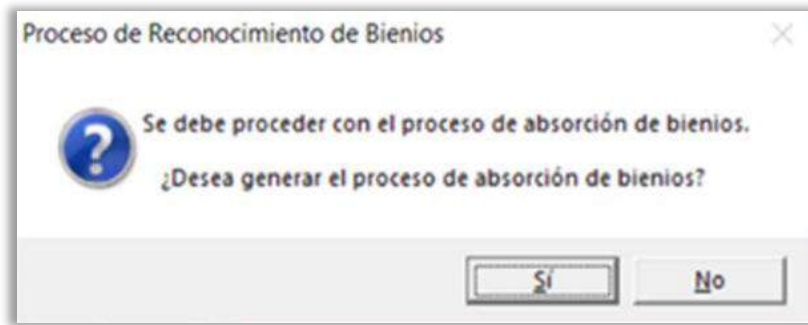 Proceso de Reconocimiento de Bienios
Se debe proceder con el proceso de absorción de bienios.
¿Desea generar el proceso de absorción de bienios?
Sí No